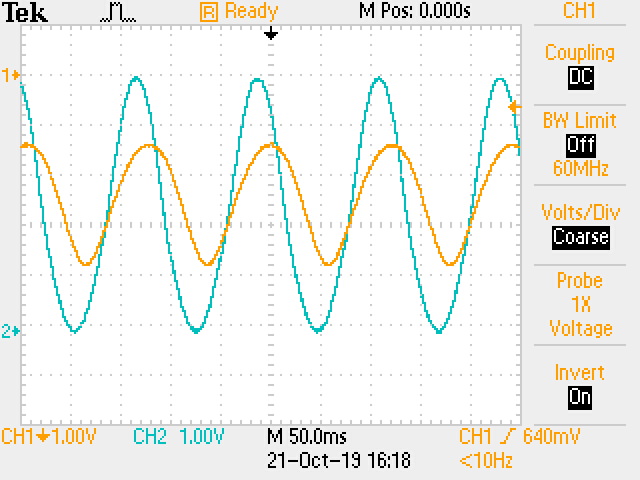 Tek R Ready M Pos: 0.000s CH1
Coupling
DC
BW Limit
Off
60MHz
Volts/Div
Coarse
Probe
1X
Voltage
Invert
On
1
2
CH1 1.00V CH2 1.00V M 50.0ms CH1 640mV
21-Oct-19 16:18 <10Hz